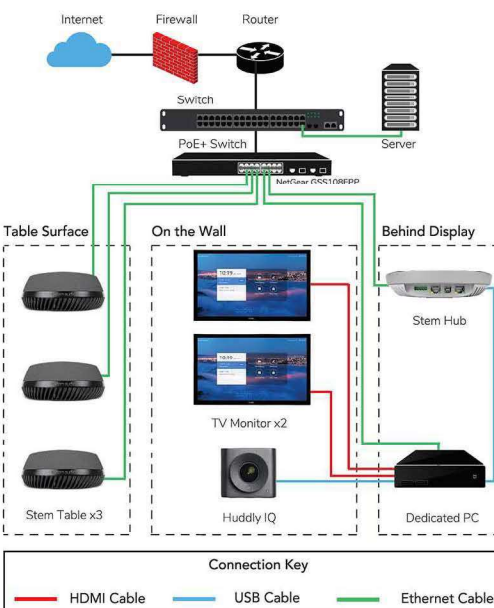 Internet Firewall Router
Switch
PoE+ Switch Server
NetGear GSS108EPP
Table Surface On the Wall Behind Display
Stem Hub
TV Monitor x2
Stem Table x3 Huddly IQ Dedicated PC
Connection Key
HDMI Cable USB Cable Ethernet Cable